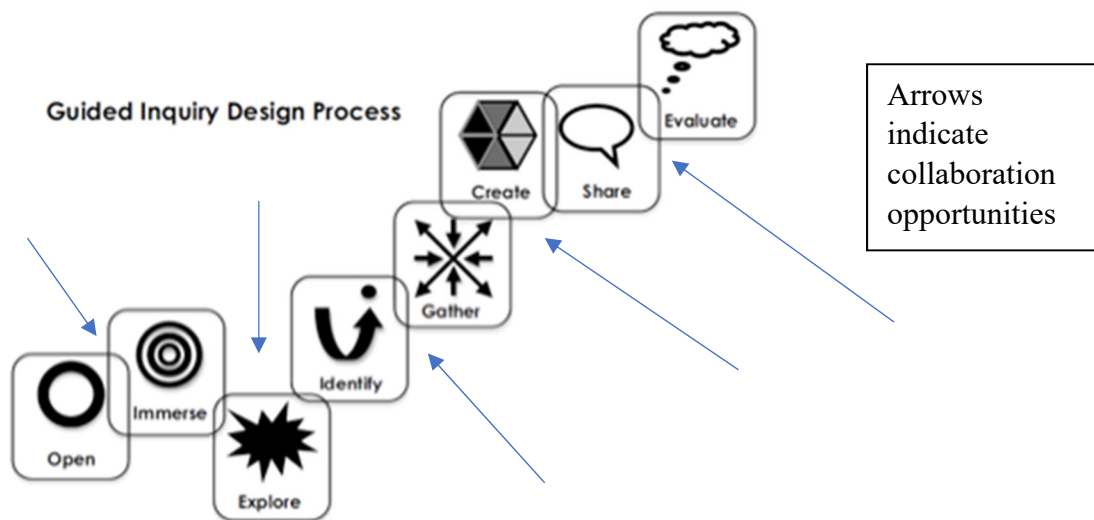 Guided Inquiry Design Process
Open
Immerse
Explore
Identify
Gather
Create
Share
Evaluate
Arrows
indicate
collaboration
opportunities